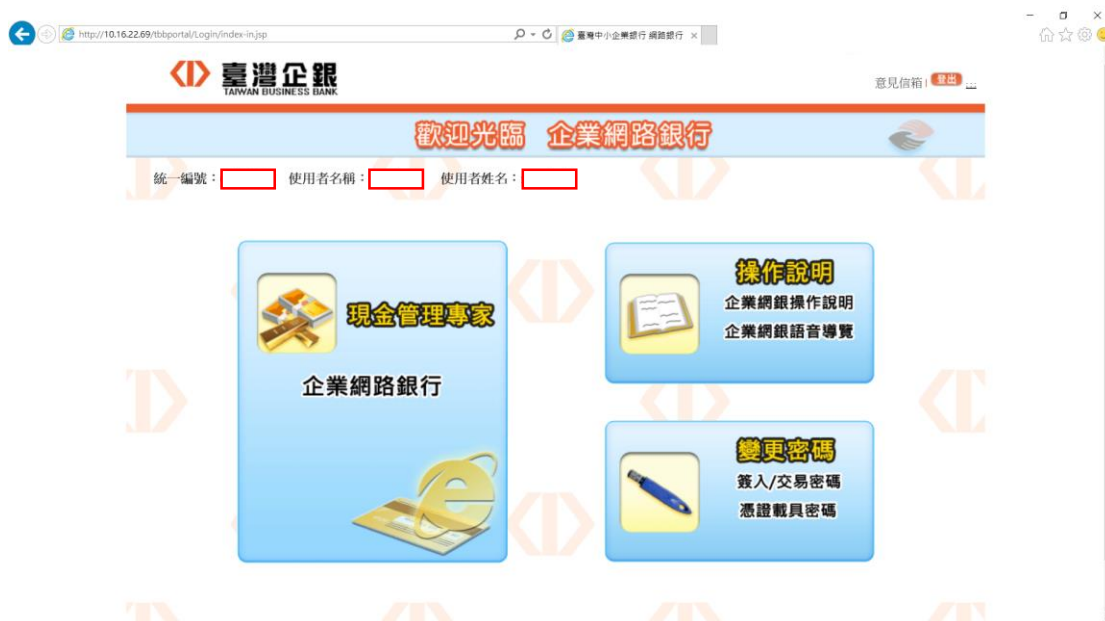 http://10.16.22.69/tbbportal/Login/index-in.jsp
臺灣中小企業銀行 網路銀行
臺灣企銀
TAIWAN BUSINESS BANK
意見信箱 | 登出 ...
歡迎光臨 企業網路銀行
統一編號： 使用者名稱： 使用者姓名：
現金管理專家
企業網路銀行
操作說明
企業網銀操作說明
企業網銀語音導覽
變更密碼
簽入/交易密碼
憑證載具密碼